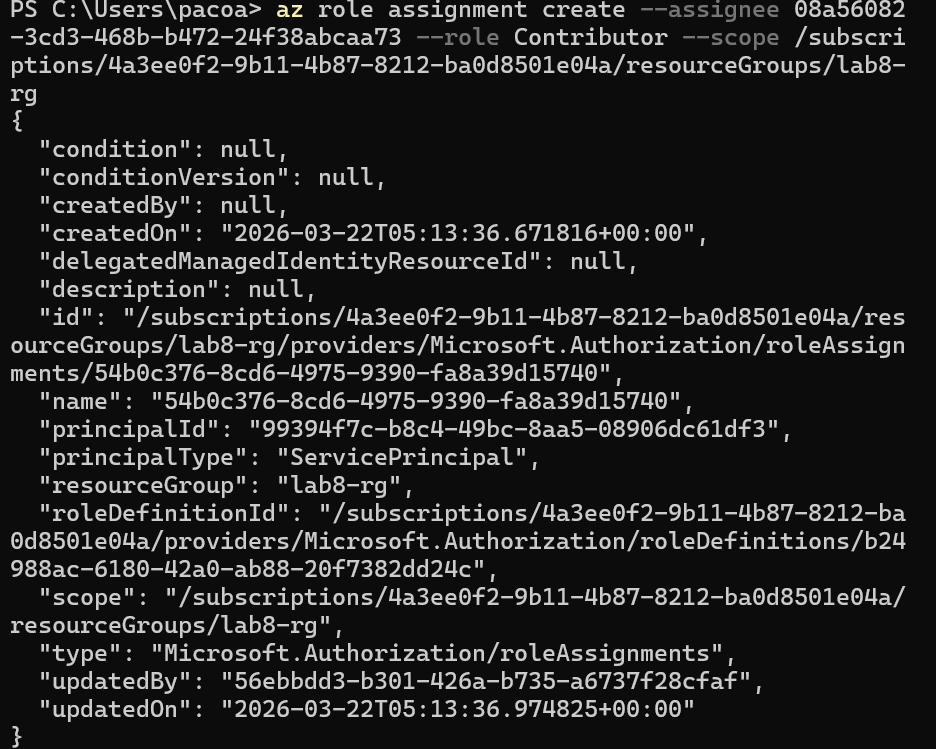 PS C:\Users\pacoa> az role assignment create --assignee 08a56082
-3cd3-468b-b472-24f38abcaa73 --role Contributor --scope /subscri
ptions/4a3ee0f2-9b11-4b87-8212-ba0d8501e04a/resourceGroups/lab8-
rg
{
  "condition": null,
  "conditionVersion": null,
  "createdBy": null,
  "createdOn": "2026-03-22T05:13:36.671816+00:00",
  "delegatedManagedIdentityResourceId": null,
  "description": null,
  "id": "/subscriptions/4a3ee0f2-9b11-4b87-8212-ba0d8501e04a/res
ourceGroups/lab8-rg/providers/Microsoft.Authorization/roleAssign
ments/54b0c376-8cd6-4975-9390-fa8a39d15740",
  "name": "54b0c376-8cd6-4975-9390-fa8a39d15740",
  "principalId": "99394f7c-b8c4-49bc-8aa5-08906dc61df3",
  "principalType": "ServicePrincipal",
  "resourceGroup": "lab8-rg",
  "roleDefinitionId": "/subscriptions/4a3ee0f2-9b11-4b87-8212-ba
0d8501e04a/providers/Microsoft.Authorization/roleDefinitions/b24
988ac-6180-42a0-ab88-20f7382dd24c",
  "scope": "/subscriptions/4a3ee0f2-9b11-4b87-8212-ba0d8501e04a/
resourceGroups/lab8-rg",
  "type": "Microsoft.Authorization/roleAssignments",
  "updatedBy": "56ebbdd3-b301-426a-b735-a6737f28cfaf",
  "updatedOn": "2026-03-22T05:13:36.974825+00:00"
}